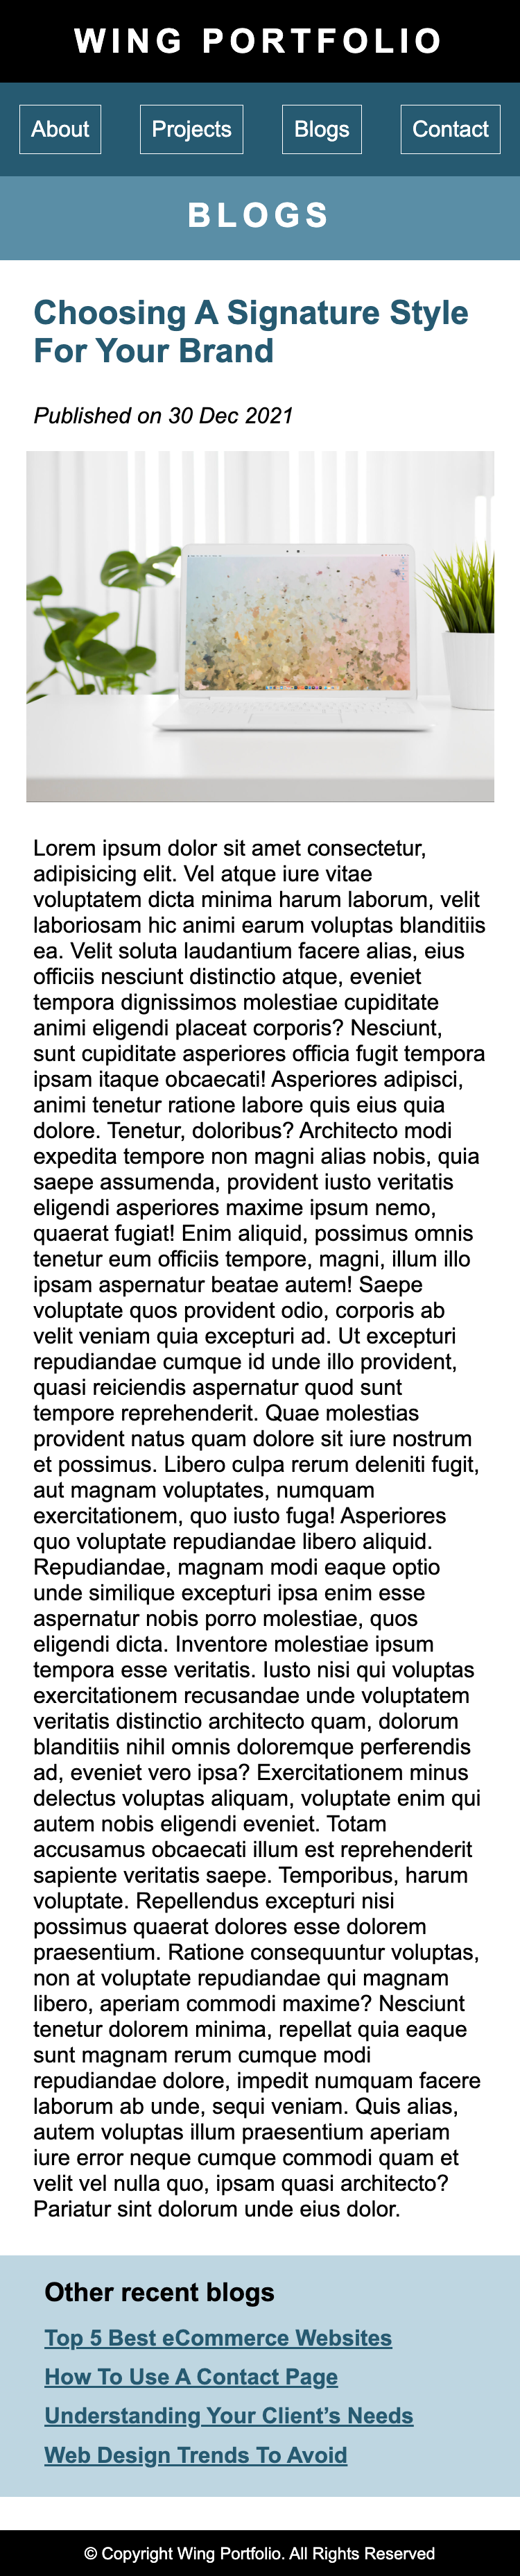 WING PORTFOLIO
About Projects Blogs Contact
BLOGS
Choosing A Signature Style
For Your Brand
Published on 30 Dec 2021
Lorem ipsum dolor sit amet consectetur,
adipisicing elit. Vel atque iure vitae
voluptatem dicta minima harum laborum, velit
laboriosam hic animi earum voluptas blanditiis
ea. Velit soluta laudantium facere alias, eius
officiis nesciunt distinctio atque, eveniet
tempora dignissimos molestiae cupiditate
animi eligendi placeat corporis? Nesciunt,
sunt cupiditate asperiores officia fugit tempora
ipsam itaque obcaecati! Asperiores adipisci,
animi tenetur ratione labore quis eius quia
dolore. Tenetur, doloribus? Architecto modi
expedita tempore non magni alias nobis, quia
saepe assumenda, provident iusto veritatis
eligendi asperiores maxime ipsum nemo,
quaerat fugiat! Enim aliquid, possimus omnis
tenetur eum officiis tempore, magni, illum illo
ipsam aspernatur beatae autem! Saepe
voluptate quos provident odio, corporis ab
velit veniam quia excepturi ad. Ut excepturi
repudiandae cumque id unde illo provident,
quasi reiciendis aspernatur quod sunt
tempore reprehenderit. Quae molestias
provident natus quam dolore sit iure nostrum
et possimus. Libero culpa rerum deleniti fugit,
aut magnam voluptates, numquam
exercitationem, quo iusto fuga! Asperiores
quo voluptate repudiandae libero aliquid.
Repudiandae, magnam modi eaque optio
unde similique excepturi ipsa enim esse
aspernatur nobis porro molestiae, quos
eligendi dicta. Inventore molestiae ipsum
tempora esse veritatis. Iusto nisi qui voluptas
exercitationem recusandae unde voluptatem
veritatis distinctio architecto quam, dolorum
blanditiis nihil omnis doloremque perferendis
ad, eveniet vero ipsa? Exercitationem minus
delectus voluptas aliquam, voluptate enim qui
autem nobis eligendi eveniet. Totam
accusamus obcaecati illum est reprehenderit
sapiente veritatis saepe. Temporibus, harum
voluptate. Repellendus excepturi nisi
possimus quaerat dolores esse dolorem
praesentium. Ratione consequuntur voluptas,
non at voluptate repudiandae qui magnam
libero, aperiam commodi maxime? Nesciunt
tenetur dolorem minima, repellat quia eaque
sunt magnam rerum cumque modi
repudiandae dolore, impedit numquam facere
laborum ab unde, sequi veniam. Quis alias,
autem voluptas illum praesentium aperiam
iure error neque cumque commodi quam et
velit vel nulla quo, ipsam quasi architecto?
Pariatur sint dolorum unde eius dolor.
Other recent blogs
Top 5 Best eCommerce Websites
How To Use A Contact Page
Understanding Your Client’s Needs
Web Design Trends To Avoid
© Copyright Wing Portfolio. All Rights Reserved